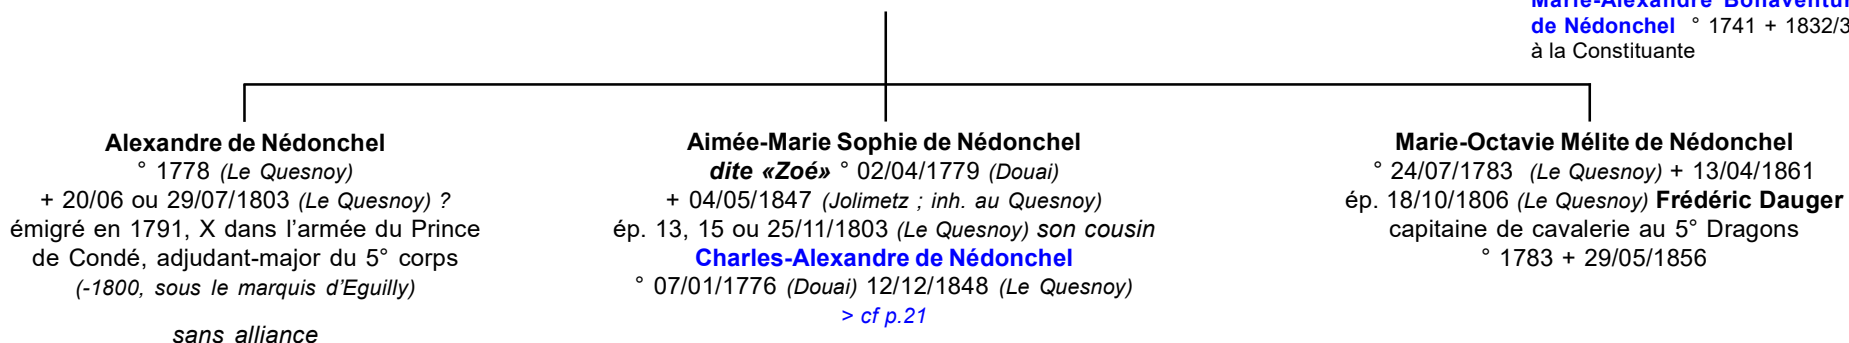 Marie-Alexandre Bonaventur
de Nédonchel ° 1741 + 1832/3
à la Constituante
Alexandre de Nédonchel
° 1778 (Le Quesnoy)
+ 20/06 ou 29/07/1803 (Le Quesnoy) ?
émigré en 1791, X dans l’armée du Prince
de Condé, adjudant-major du 5° corps
(-1800, sous le marquis d’Eguilly)
sans alliance
Aimée-Marie Sophie de Nédonchel
dite «Zoé» ° 02/04/1779 (Douai)
+ 04/05/1847 (Jolimetz ; inh. au Quesnoy)
ép. 13, 15 ou 25/11/1803 (Le Quesnoy) son cousin
Charles-Alexandre de Nédonchel
° 07/01/1776 (Douai) 12/12/1848 (Le Quesnoy)
> cf p.21
Marie-Octavie Mélite de Nédonchel
° 24/07/1783 (Le Quesnoy) + 13/04/1861
ép. 18/10/1806 (Le Quesnoy) Frédéric Dauger
capitaine de cavalerie au 5° Dragons
° 1783 + 29/05/1856